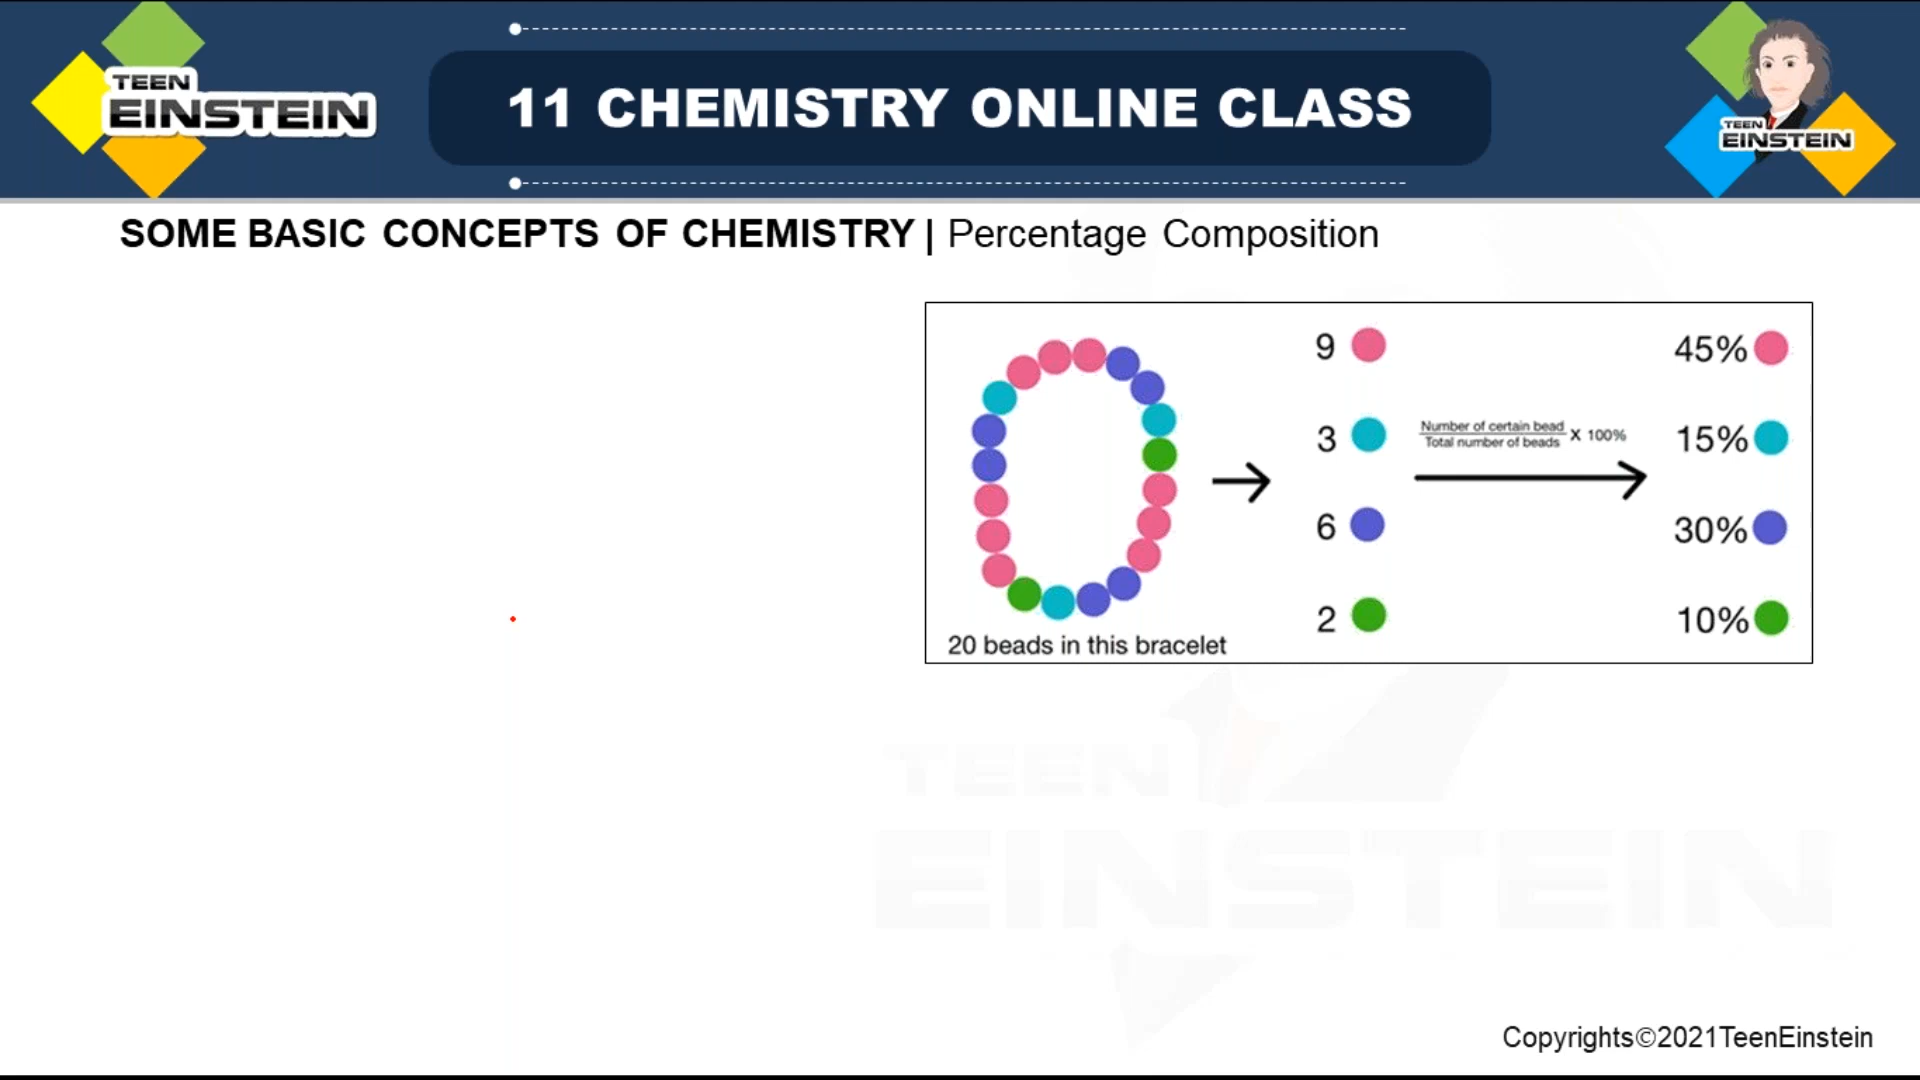 TEEN
EINSTEIN
11 CHEMISTRY ONLINE CLASS
TEEN
EINSTEIN
SOME BASIC CONCEPTS OF CHEMISTRY | Percentage Composition
9
45%
3
Number of certain bead
Total number of beads
X 100%
15%
6
30%
2
10%
20 beads in this bracelet
TEEN
EINSTEIN
Copyrights©2021TeenEinstein